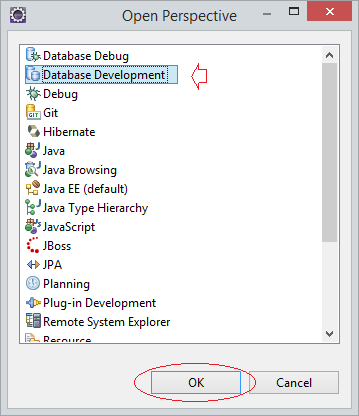 Open Perspective
Database Debug
Database Development
Debug
GIT
Git
Hibernate
Java
Java Browsing
Java EE (default)
Java Type Hierarchy
JavaScript
JBoss
JPA
Planning
Plug-in Development
Remote System Explorer
Resource
OK
Cancel